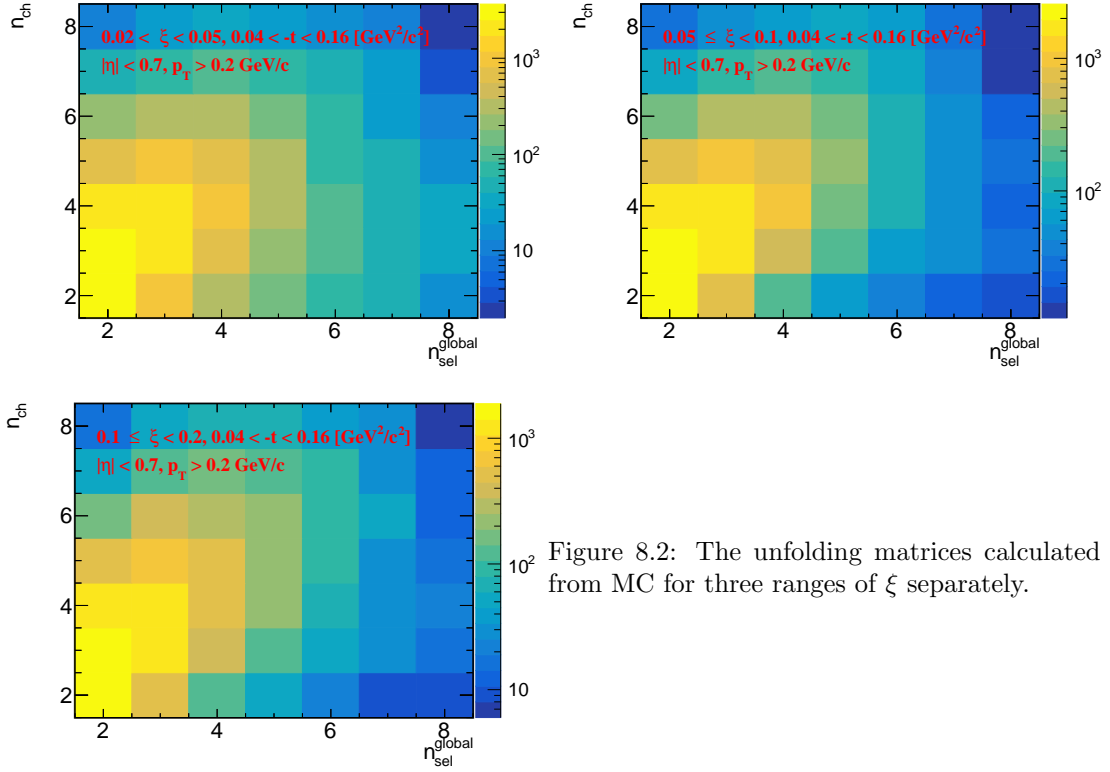 n_ch
0.02 < ξ < 0.05, 0.04 < -t < 0.16 [GeV²/c²]
|η| < 0.7, p_T > 0.2 GeV/c
8
6
4
2
2 4 6 8
n_sel^global
10³
10²
10
n_ch
0.05 ≤ ξ < 0.1, 0.04 < -t < 0.16 [GeV²/c²]
|η| < 0.7, p_T > 0.2 GeV/c
8
6
4
2
2 4 6 8
n_sel^global
10³
10²
n_ch
0.1 ≤ ξ < 0.2, 0.04 < -t < 0.16 [GeV²/c²]
|η| < 0.7, p_T > 0.2 GeV/c
8
6
4
2
2 4 6 8
n_sel^global
10³
10²
10
Figure 8.2: The unfolding matrices calculated
from MC for three ranges of ξ separately.